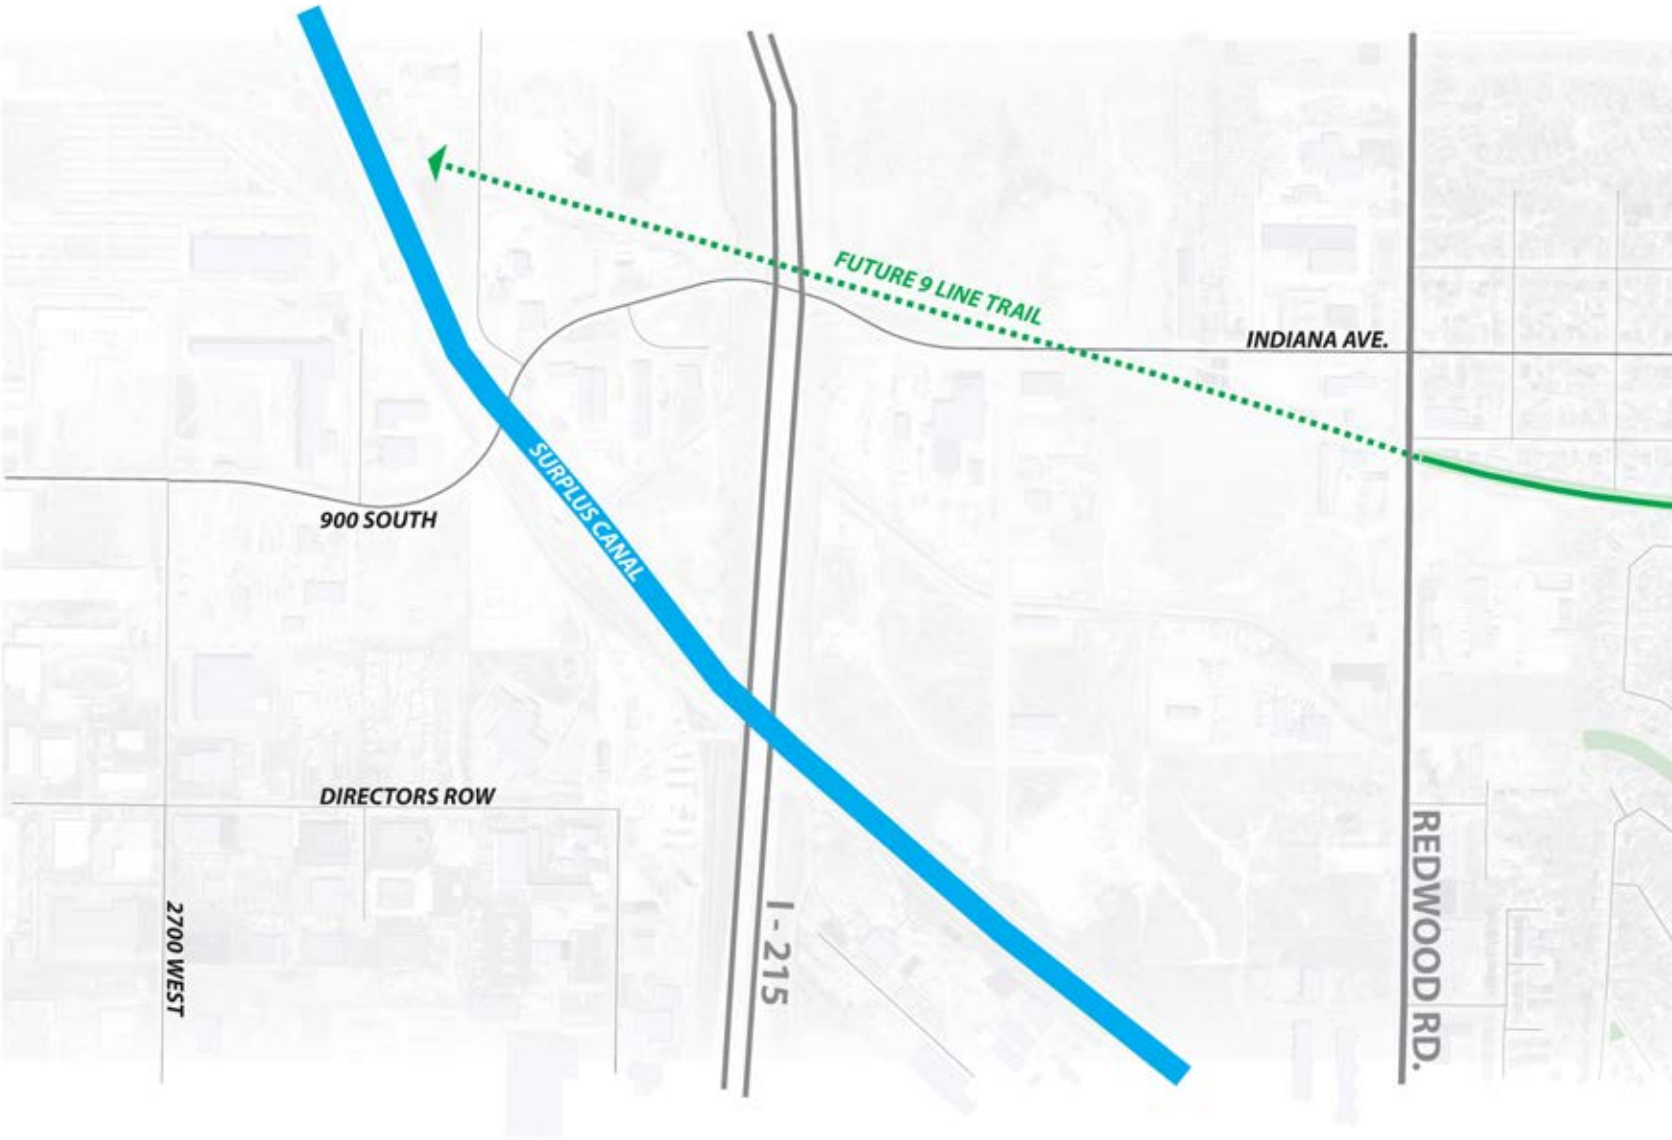 FUTURE 9 LINE TRAIL
INDIANA AVE.
SURPLUS CANAL
900 SOUTH
DIRECTORS ROW
REDWOOD RD.
2700 WEST
I - 215